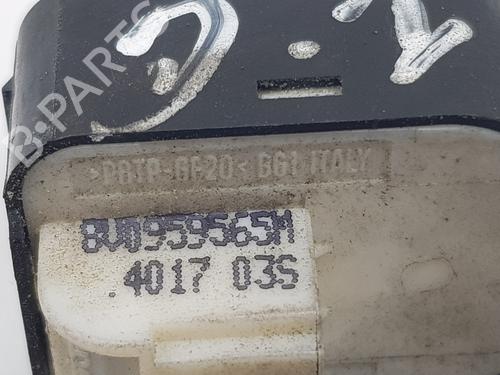 B-PARTS
>PBTP-GF20< BG1 ITALY
8V0959565M
.4017 03S